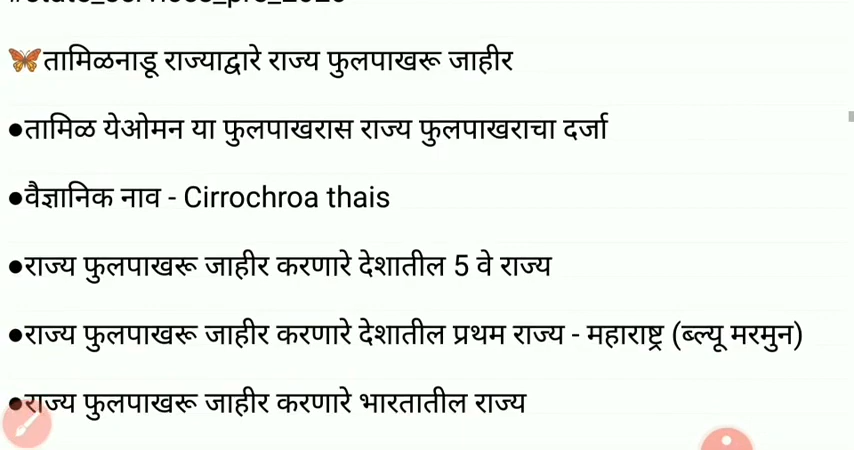 🦋तामिळनाडू राज्याद्वारे राज्य फुलपाखरू जाहीर
●तामिळ येओमन या फुलपाखरास राज्य फुलपाखराचा दर्जा
●वैज्ञानिक नाव - Cirrochroa thais
●राज्य फुलपाखरू जाहीर करणारे देशातील 5 वे राज्य
●राज्य फुलपाखरू जाहीर करणारे देशातील प्रथम राज्य - महाराष्ट्र (ब्ल्यू मरमुन)
●राज्य फुलपाखरू जाहीर करणारे भारतातील राज्य